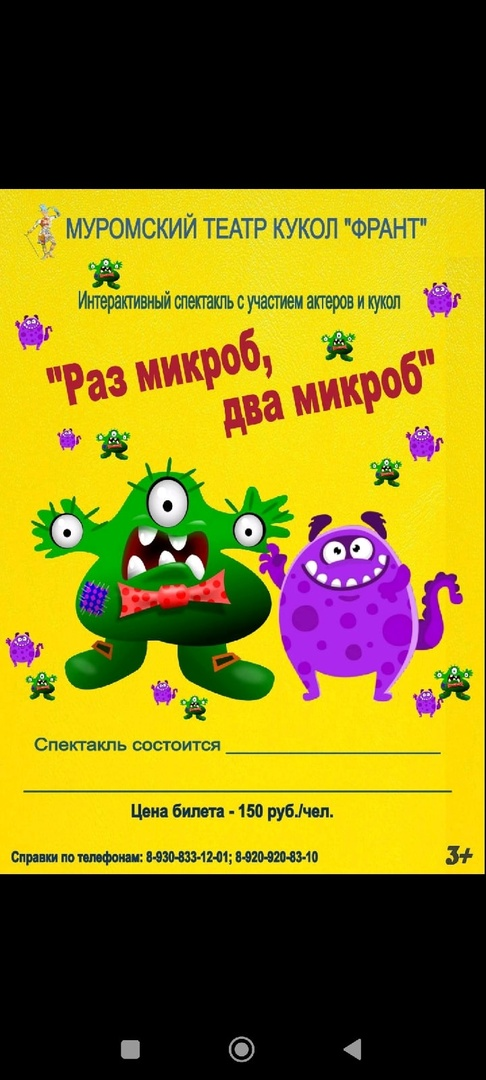 МУРОМСКИЙ ТЕАТР КУКОЛ "ФРАНТ"
Интерактивный спектакль с участием актеров и кукол
"Раз микроб,
два микроб"
Спектакль состоится
Цена билета - 150 руб./чел.
Справки по телефонам: 8-930-833-12-01; 8-920-920-83-10
3+